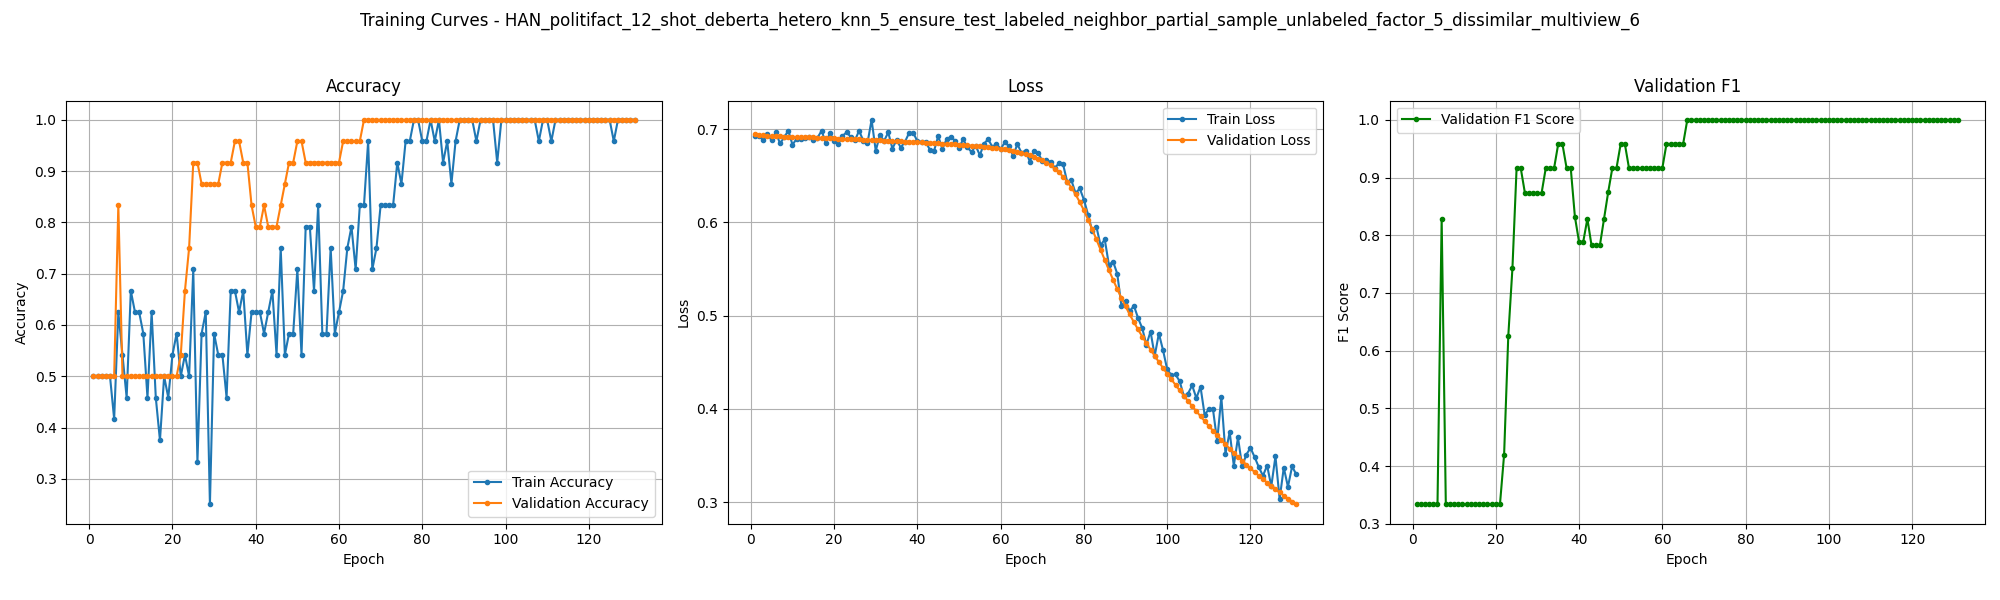 Training Curves - HAN_politifact_12_shot_deberta_hetero_knn_5_ensure_test_labeled_neighbor_partial_sample_unlabeled_factor_5_dissimilar_multiview_6
Accuracy
1.0
0.9
0.8
0.7
0.6
0.5
0.4
0.3
Accuracy
Train Accuracy
Validation Accuracy
0 20 40 60 80 100 120
Epoch
Loss
Train Loss
Validation Loss
0.7
0.6
0.5
0.4
0.3
Loss
0 20 40 60 80 100 120
Epoch
Validation F1
Validation F1 Score
1.0
0.9
0.8
0.7
0.6
0.5
0.4
0.3
F1 Score
0 20 40 60 80 100 120
Epoch